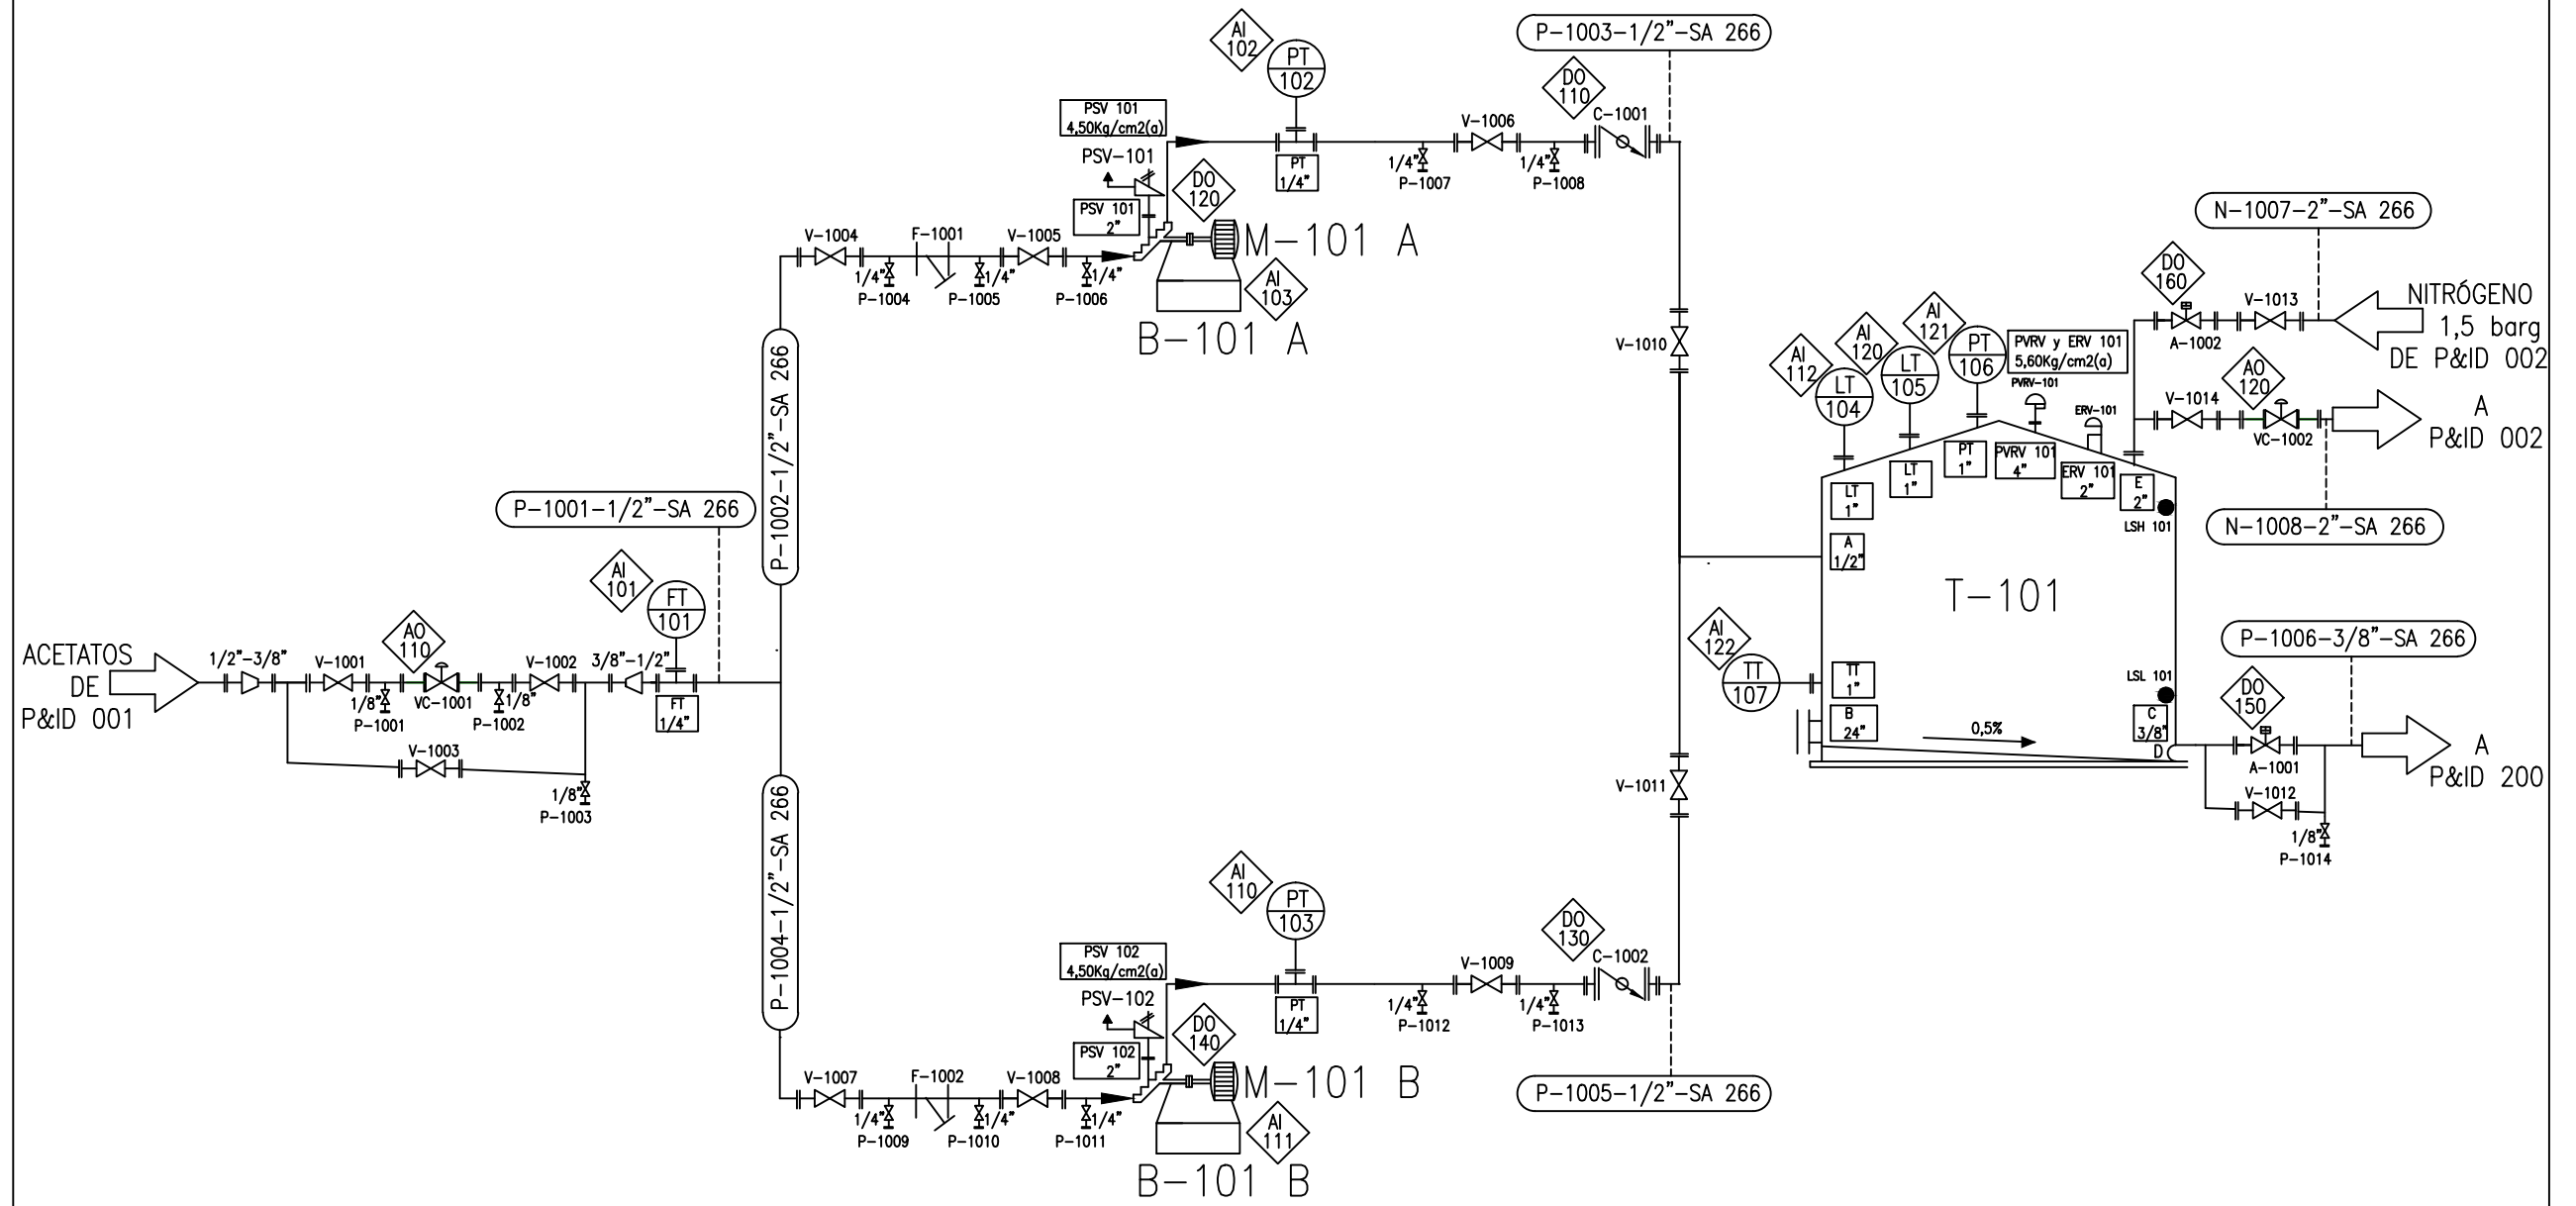 ACETATOS
DE
P&ID 001
1/2"-3/8"
V-1001
1/8"
P-1001
AO
110
VC-1001
1/8"
P-1002
V-1002
V-1003
1/8"
P-1003
3/8"-1/2"
AI
101
FT
101
FT
1/4"
P-1001-1/2"-SA 266
P-1002-1/2"-SA 266
P-1004-1/2"-SA 266
V-1004
1/4"
P-1004
F-1001
1/4"
P-1005
V-1005
1/4"
P-1006
PSV 101
4,50Kg/cm2(a)
PSV-101
PSV 101
2"
DO
120
M-101 A
AI
103
B-101 A
AI
102
PT
102
PT
1/4"
1/4"
P-1007
V-1006
1/4"
P-1008
DO
110
C-1001
P-1003-1/2"-SA 266
V-1010
V-1011
V-1007
1/4"
P-1009
F-1002
1/4"
P-1010
V-1008
1/4"
P-1011
PSV 102
4,50Kg/cm2(a)
PSV-102
PSV 102
2"
DO
140
M-101 B
AI
111
B-101 B
AI
110
PT
103
PT
1/4"
1/4"
P-1012
V-1009
1/4"
P-1013
DO
130
C-1002
P-1005-1/2"-SA 266
AI
112
LT
104
AI
120
LT
105
AI
121
PT
106
PVRV y ERV 101
5,60Kg/cm2(a)
PVRV-101
ERV-101
LT
1"
LT
1"
PT
1"
PVRV 101
4"
ERV 101
2"
E
2"
LSH 101
A
1/2"
T-101
AI
122
TT
107
TT
1"
B
24"
0,5%
LSL 101
C
3/8"
D
N-1007-2"-SA 266
DO
160
A-1002
V-1013
NITRÓGENO
1,5 barg
DE P&ID 002
V-1014
AO
120
VC-1002
A
P&ID 002
N-1008-2"-SA 266
P-1006-3/8"-SA 266
DO
150
A-1001
V-1012
1/8"
P-1014
A
P&ID 200